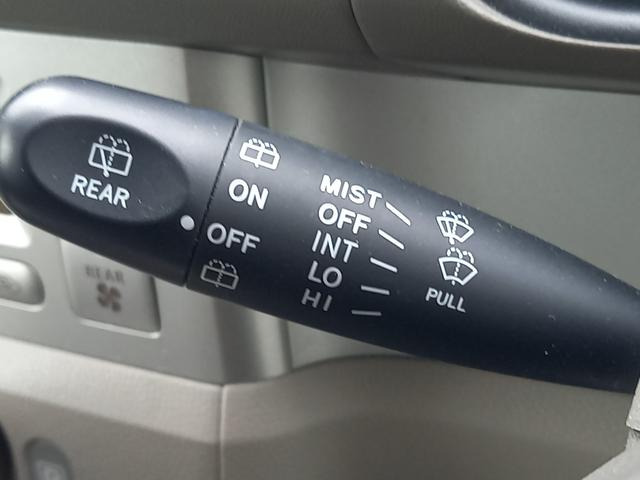 REAR
ON
OFF
MIST
OFF
INT
LO
HI
PULL
REAR